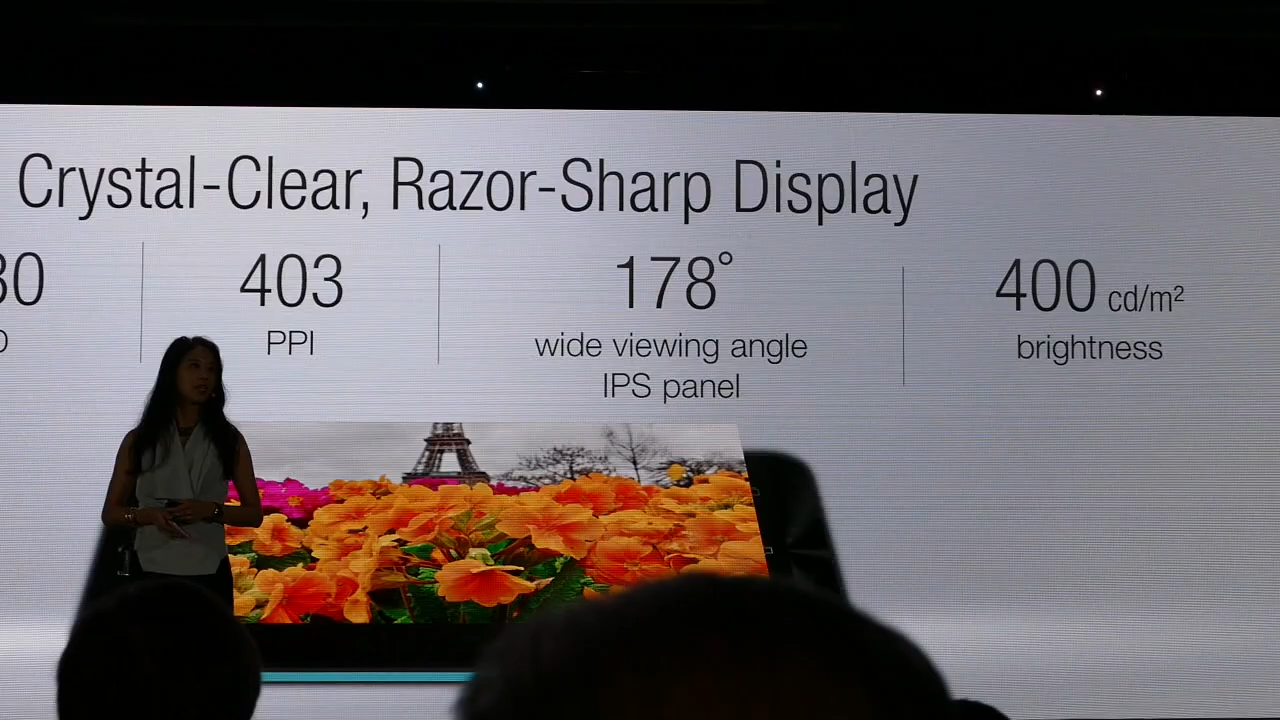 Crystal-Clear, Razor-Sharp Display
403
PPI
178°
wide viewing angle
IPS panel
400 cd/m²
brightness